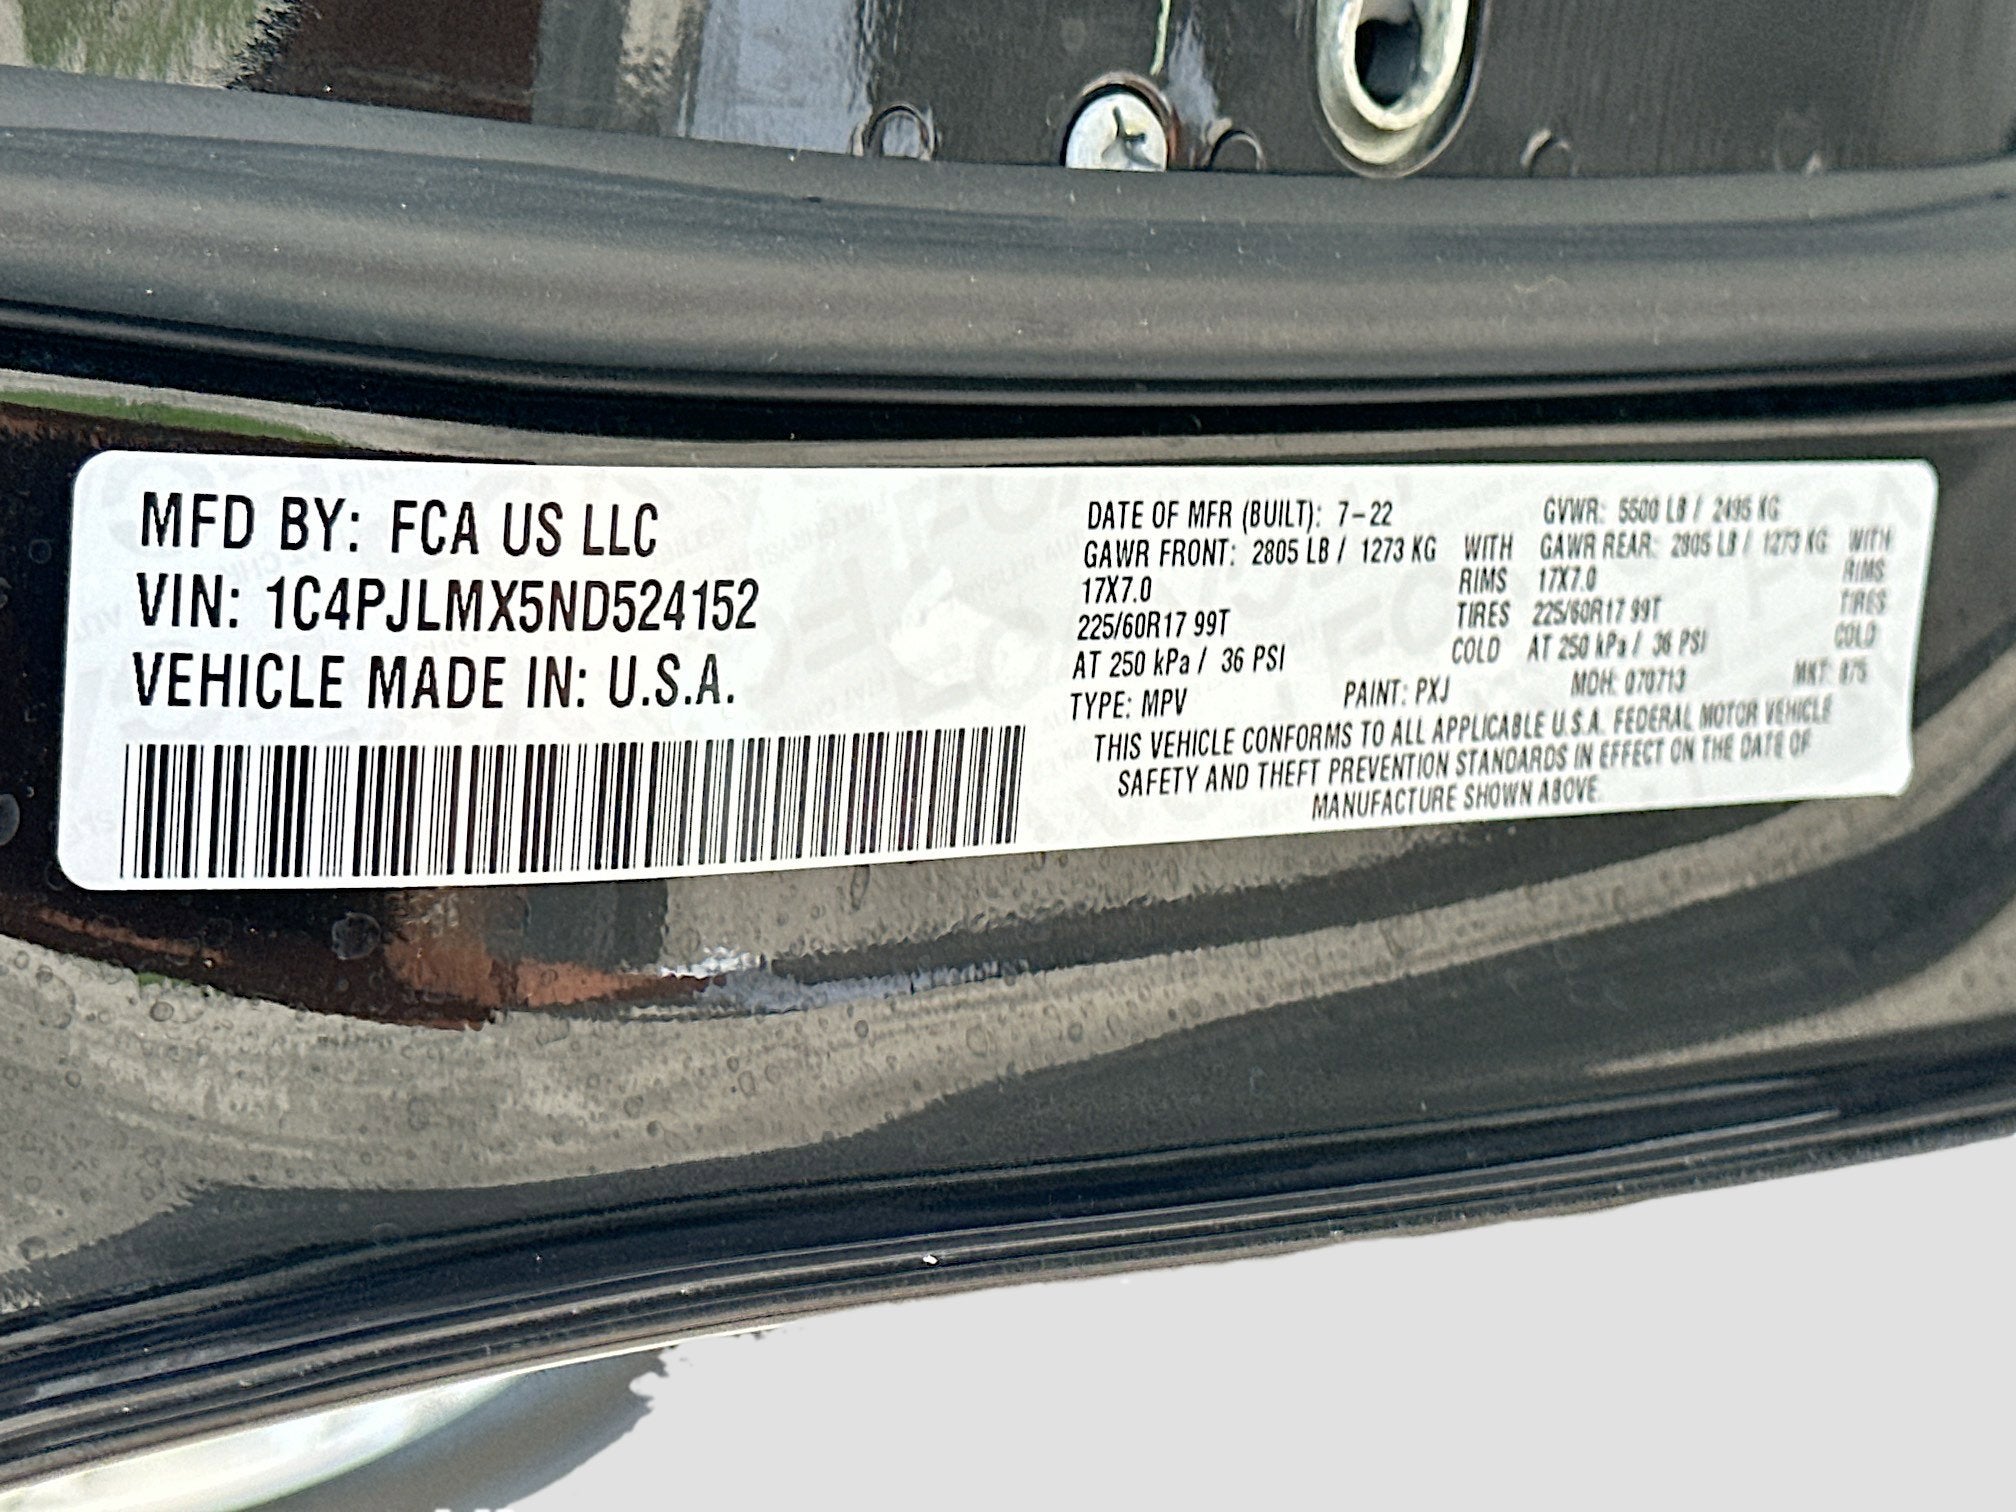 MFD BY: FCA US LLC
VIN: 1C4PJLMX5ND524152
VEHICLE MADE IN: U.S.A.
DATE OF MFR (BUILT): 7-22 GVWR: 5500 LB / 2495 KG
GAWR FRONT: 2805 LB / 1273 KG WITH GAWR REAR: 2805 LB / 1273 KG WITH
17X7.0 RIMS 17X7.0 RIMS
225/60R17 99T TIRES 225/60R17 99T TIRES
AT 250 kPa / 36 PSI COLD AT 250 kPa / 36 PSI COLD
TYPE: MPV PAINT: PXJ MDH: 070713 MKT: 875
THIS VEHICLE CONFORMS TO ALL APPLICABLE U.S.A. FEDERAL MOTOR VEHICLE
SAFETY AND THEFT PREVENTION STANDARDS IN EFFECT ON THE DATE OF
MANUFACTURE SHOWN ABOVE.